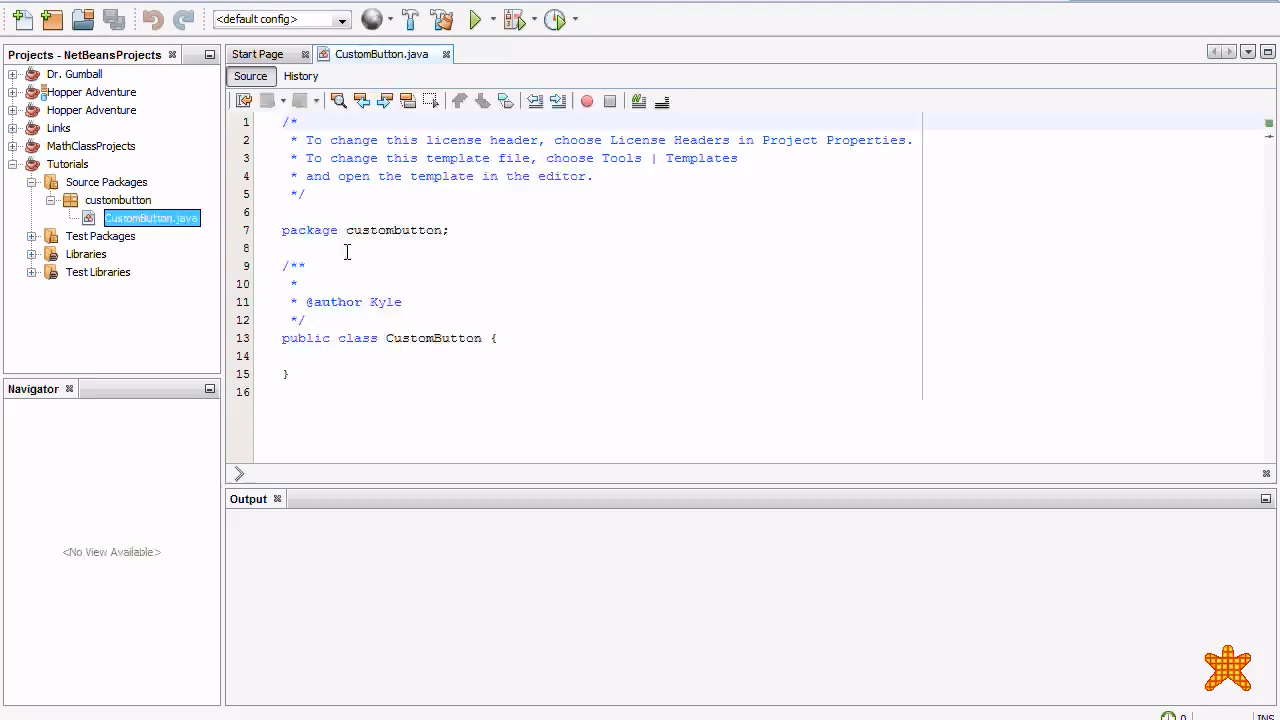 <default config>
Projects - NetBeansProjects
Dr. Gumball
Hopper Adventure
Hopper Adventure
Links
MathClassProjects
Tutorials
Source Packages
custombutton
CustomButton.java
Test Packages
Libraries
Test Libraries
Navigator
<No View Available>
Start Page
CustomButton.java
Source
History
1 /*
2 * To change this license header, choose License Headers in Project Properties.
3 * To change this template file, choose Tools | Templates
4 * and open the template in the editor.
5 */
6
7 package custombutton;
8
9 /**
10 *
11 * @author Kyle
12 */
13 public class CustomButton {
14
15 }
16
Output
0
INS